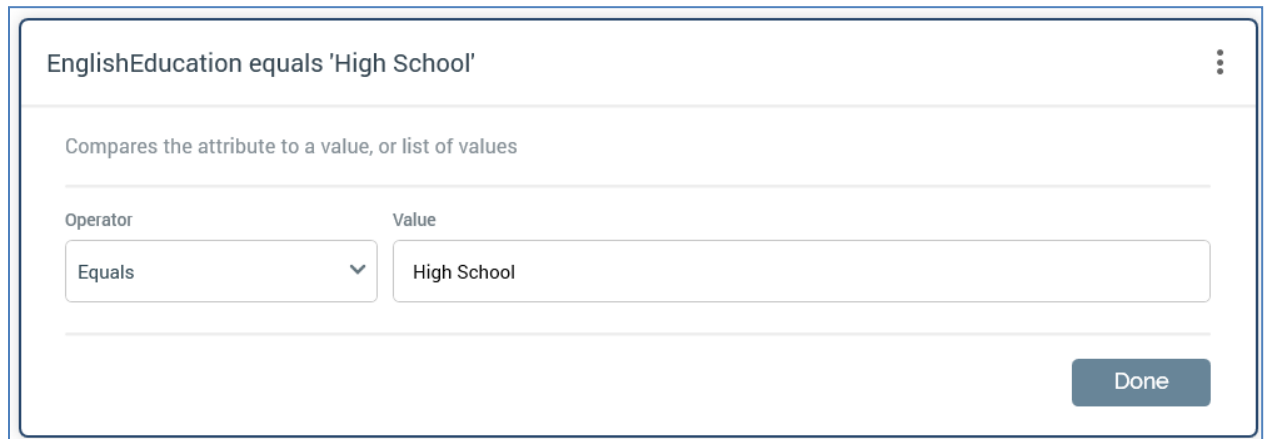 EnglishEducation equals 'High School'
Compares the attribute to a value, or list of values
Operator Value
Equals High School
Done